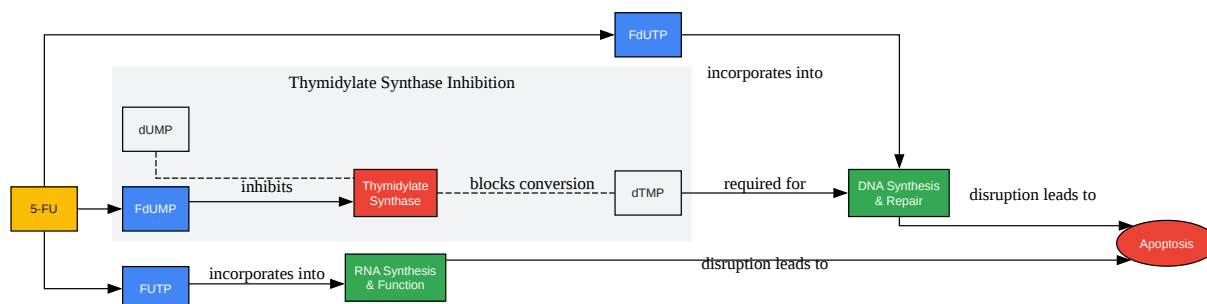 FdUTP
incorporates into
Thymidylate Synthase Inhibition
dUMP
inhibits
Thymidylate
Synthase
blocks conversion
dTMP
required for
DNA Synthesis
& Repair
disruption leads to
5-FU
FdUMP
Apoptosis
FUTP
incorporates into
RNA Synthesis
& Function
disruption leads to